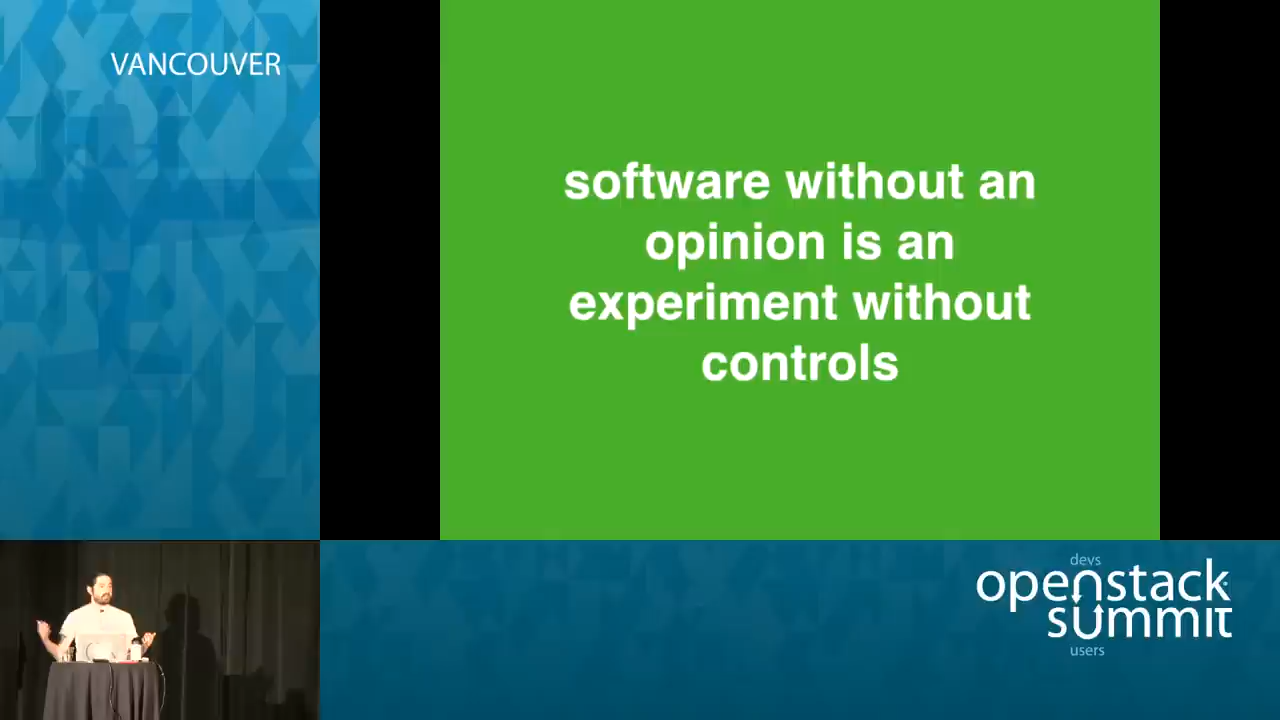 VANCOUVER
software without an
opinion is an
experiment without
controls
devs
openstack
summit
users